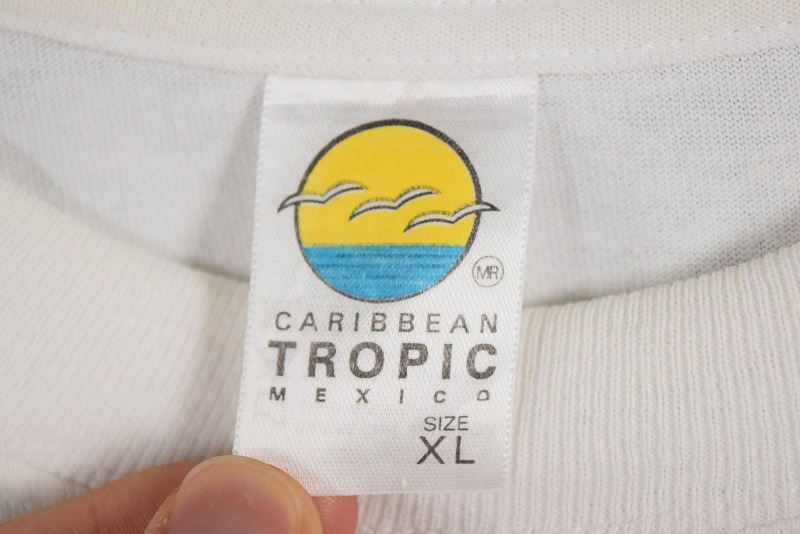 MR
CARIBBEAN
TROPIC
MEXICO
SIZE
XL